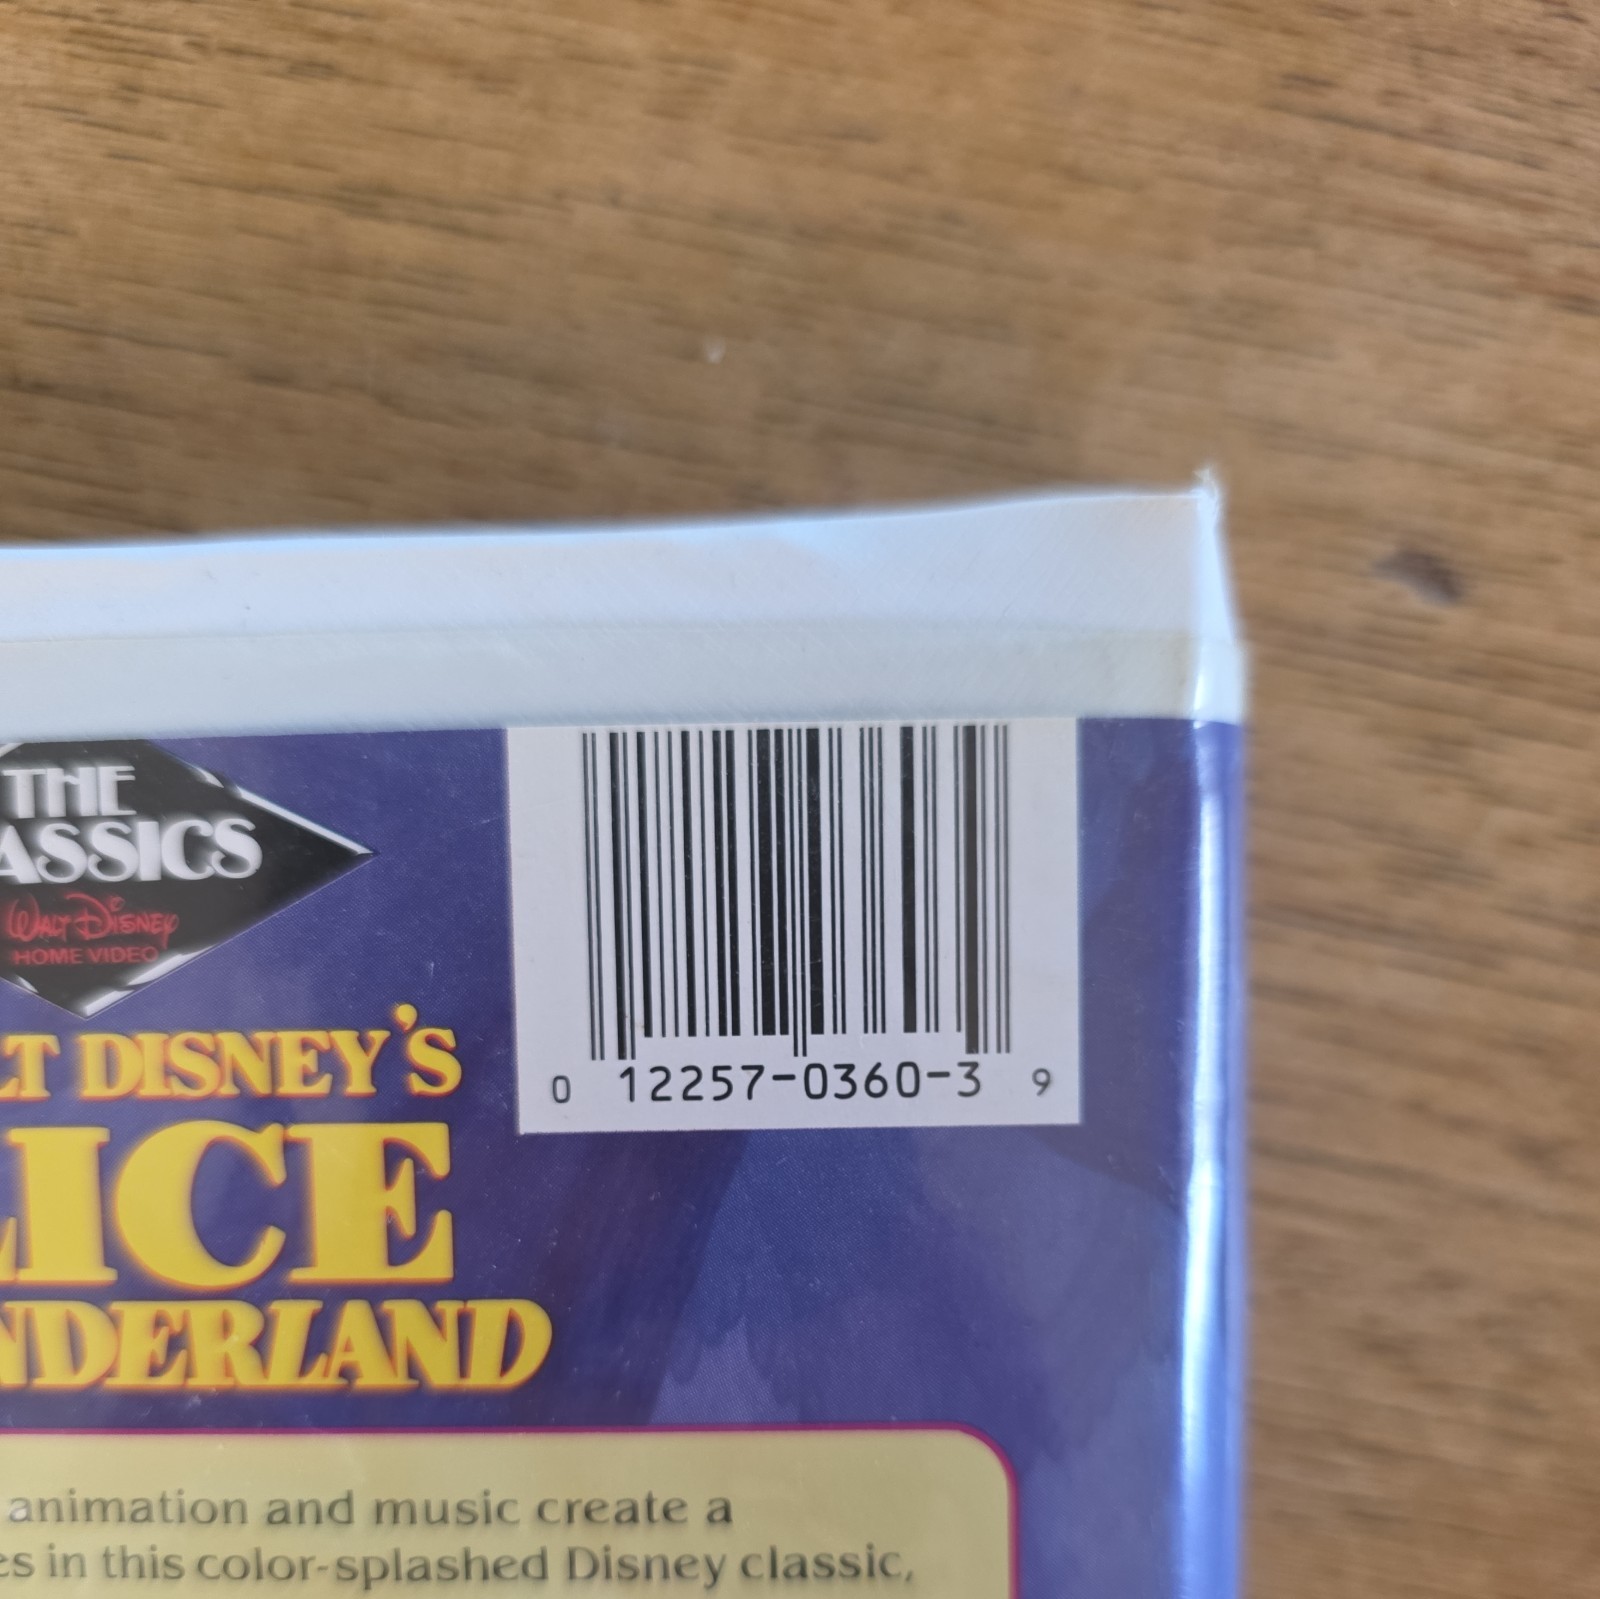 THE
ASSICS
WALT DISNEY
HOME VIDEO
0 12257-0360-3 9
LT DISNEY'S
LICE
NDERLAND
animation and music create a
es in this color-splashed Disney classic,